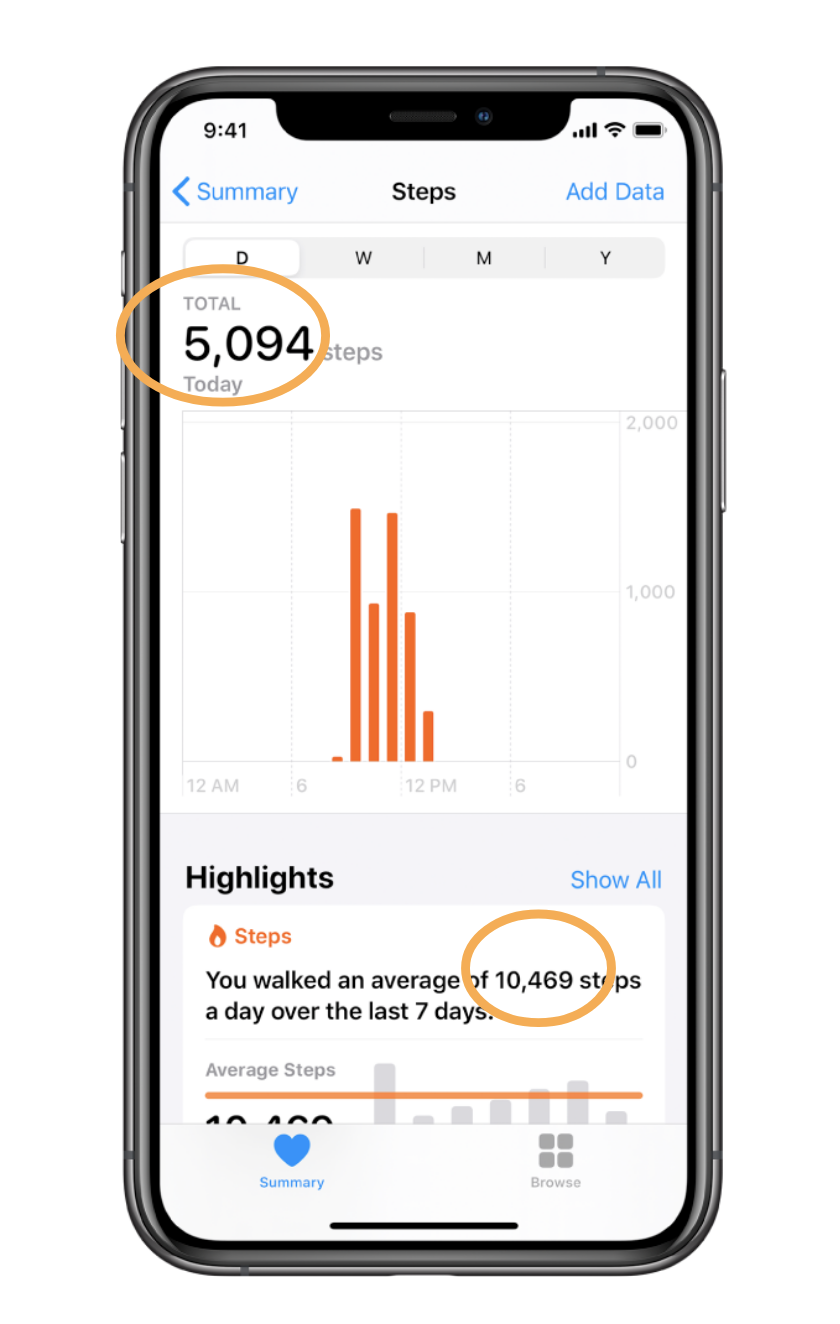 9:41
Summary Steps Add Data
D W M Y
TOTAL
5,094 steps
Today
2,000
1,000
0
12 AM 6 12 PM 6
Highlights Show All
Steps
You walked an average of 10,469 steps
a day over the last 7 days.
Average Steps
10,469
Summary Browse